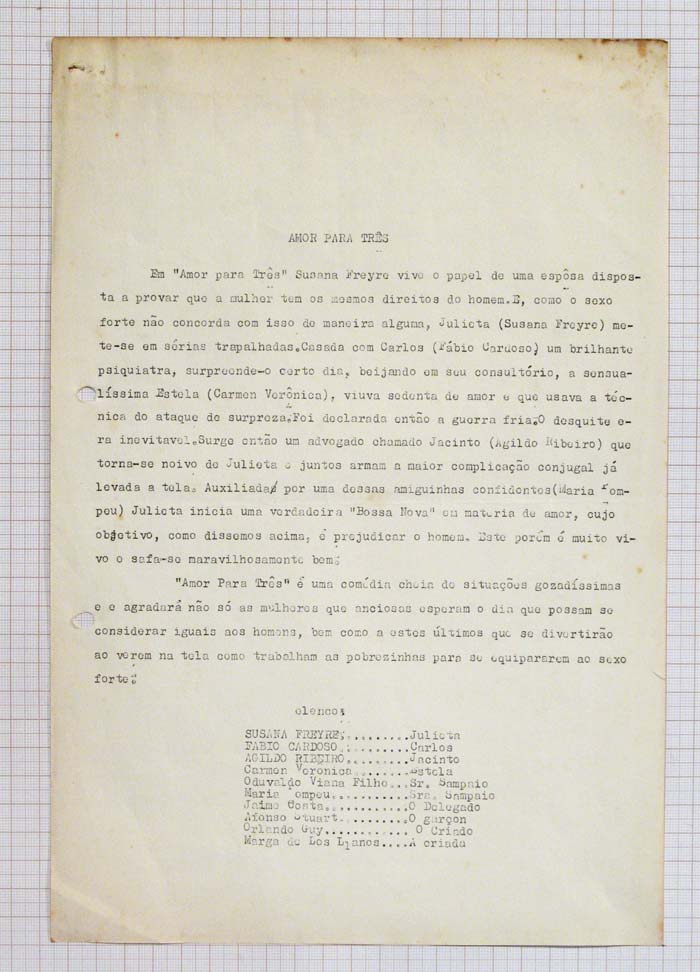 AMOR PARA TRÊS
Em "Amor para Três" Susana Freyre vive o papel de uma espôsa dispos-
ta a provar que a mulher tem os mesmos direitos do homem.E, como o sexo
forte não concorda com isso de maneira alguma, Julieta (Susana Freyre) me-
te-se em sérias trapalhadas.Casada com Carlos (Fábio Cardoso) um brilhante
psiquiatra, surpreende-o certo dia, beijando em seu consultório, a sensua-
líssima Estela (Carmen Verônica), viuva sedenta de amor e que usava a téc-
nica do ataque de surpreza.Foi declarada então a guerra fria.O desquite e-
ra inevitavel.Surge então um advogado chamado Jacinto (Agildo Ribeiro) que
torna-se noivo de Julieta e juntos armam a maior complicação conjugal já
levada a tela. Auxiliada/ por uma dessas amiguinhas confidentes(Maria Pom-
peu) Julieta inicia uma verdadeira "Bossa Nova" em materia de amor, cujo
objetivo, como dissemos acima, é prejudicar o homem. Este porém é muito vi-
vo e safa-se maravilhosamente bem.
"Amor Para Três" é uma comédia cheia de situações gozadíssimas
e e agradará não só as mulheres que anciosas esperam o dia que possam se
considerar iguais aos homens, bem como a estes últimos que se divertirão
ao verem na tela como trabalham as pobrezinhas para se equipararem ao sexo
forte.
elenco:
SUSANA FREYRE..........Julieta
FABIO CARDOSO..........Carlos
AGILDO RIBEIRO.........Jacinto
Carmen Veronica.......Estela
Oduvaldo Viana Filho...Sr. Sampaio
Maria Pompeu..........Sra. Sampaio
Jaime Costa............O Delegado
Afonso Stuart..........O garçon
Orlando Guy............ O Criado
Marga de Los Llanos....A criada